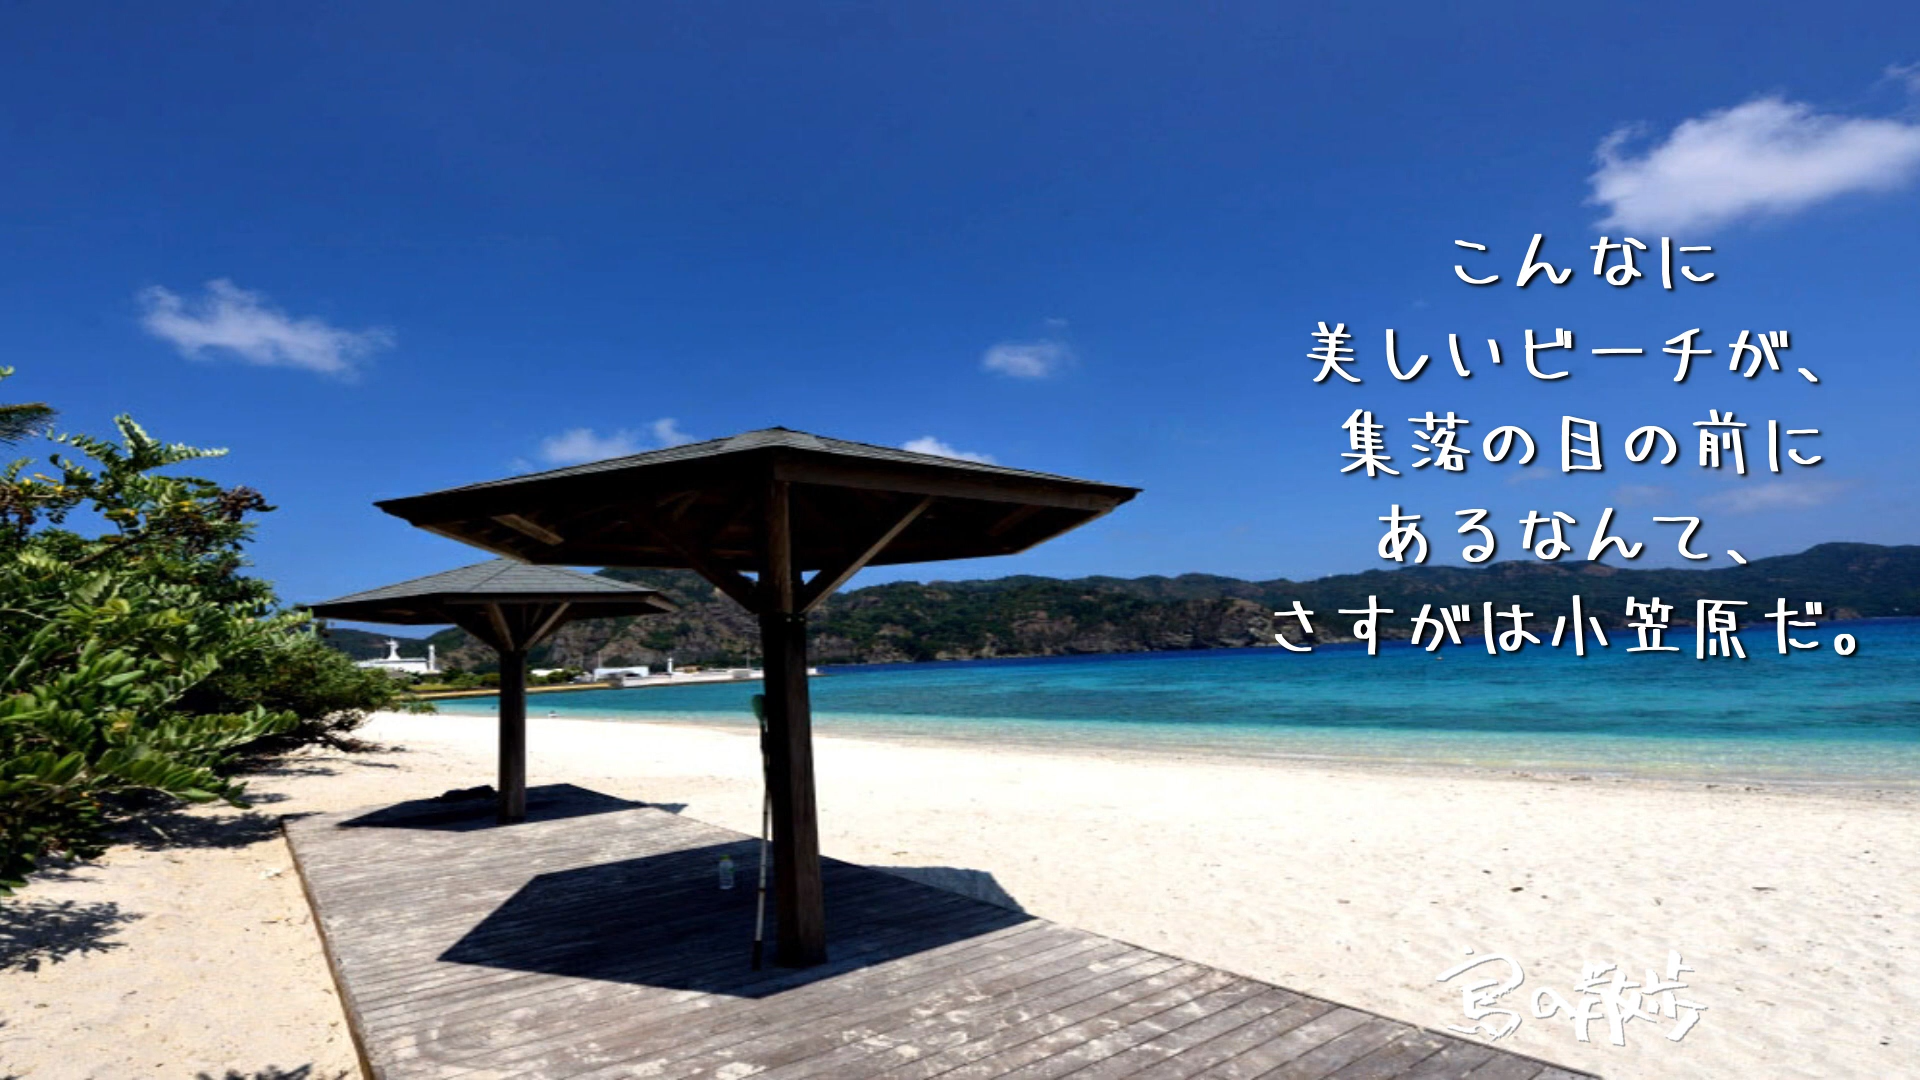 こんなに
美しいビーチが、
集落の目の前に
あるなんて、
さすがは小笠原だ。
島の散歩